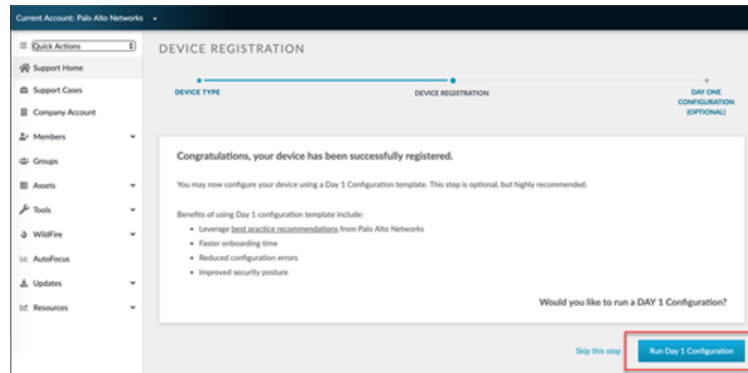 Current Account: Palo Alto Networks
Quick Actions
Support Home
Support Cases
Company Account
Members
Groups
Assets
Tools
WildFire
AutoFocus
Updates
Resources
DEVICE REGISTRATION
DEVICE TYPE
DEVICE REGISTRATION
DAY ONE
CONFIGURATION
(OPTIONAL)
Congratulations, your device has been successfully registered.
You may now configure your device using a Day 1 Configuration template. This step is optional, but highly recommended.
Benefits of using Day 1 configuration template include:
• Leverage best practice recommendations from Palo Alto Networks
• Faster onboarding time
• Reduced configuration errors
• Improved security posture
Would you like to run a DAY 1 Configuration?
Skip this step
Run Day 1 Configuration